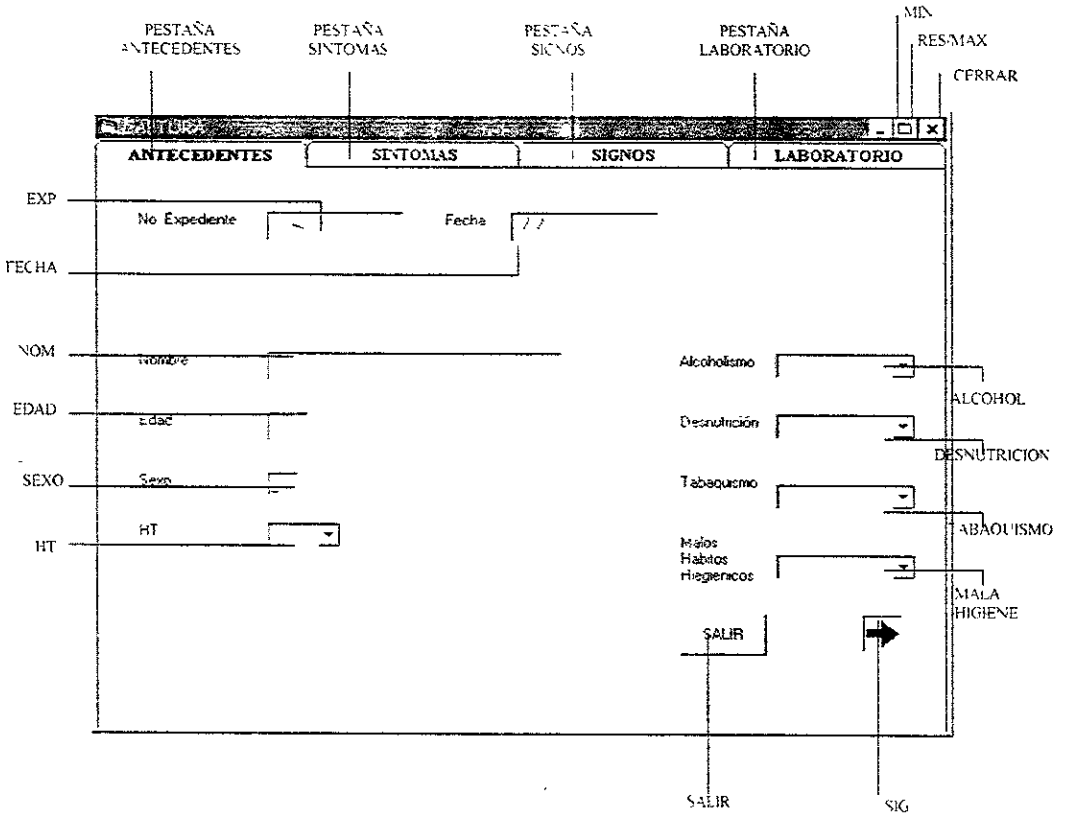 MIN
PESTAÑA
ANTECEDENTES
PESTAÑA
SINTOMAS
PESTAÑA
SIGNOS
PESTAÑA
LABORATORIO
RES/MAX
CERRAR
ANTECEDENTES
SINTOMAS
SIGNOS
LABORATORIO
EXP
No Expediente
Fecha
/ /
FECHA
NOM
Nombre
Alcoholismo
ALCOHOL
EDAD
Edad
Desnutrición
DESNUTRICION
SEXO
Sexo
Tabaquismo
TABAQUISMO
HT
HT
Malos
Habitos
Hiegienicos
MALA
HIGIENE
SALIR
SALIR
SIG